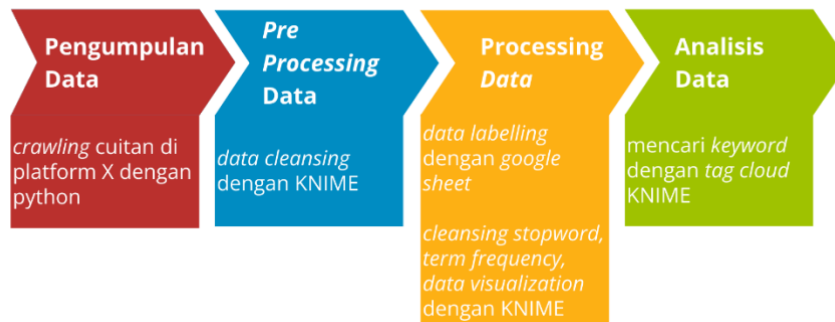 Pengumpulan
Data
crawling cuitan di
platform X dengan
python
Pre
Processing
Data
data cleansing
dengan KNIME
Processing
Data
data labelling
dengan google
sheet
cleansing stopword,
term frequency,
data visualization
dengan KNIME
Analisis
Data
mencari keyword
dengan tag cloud
KNIME